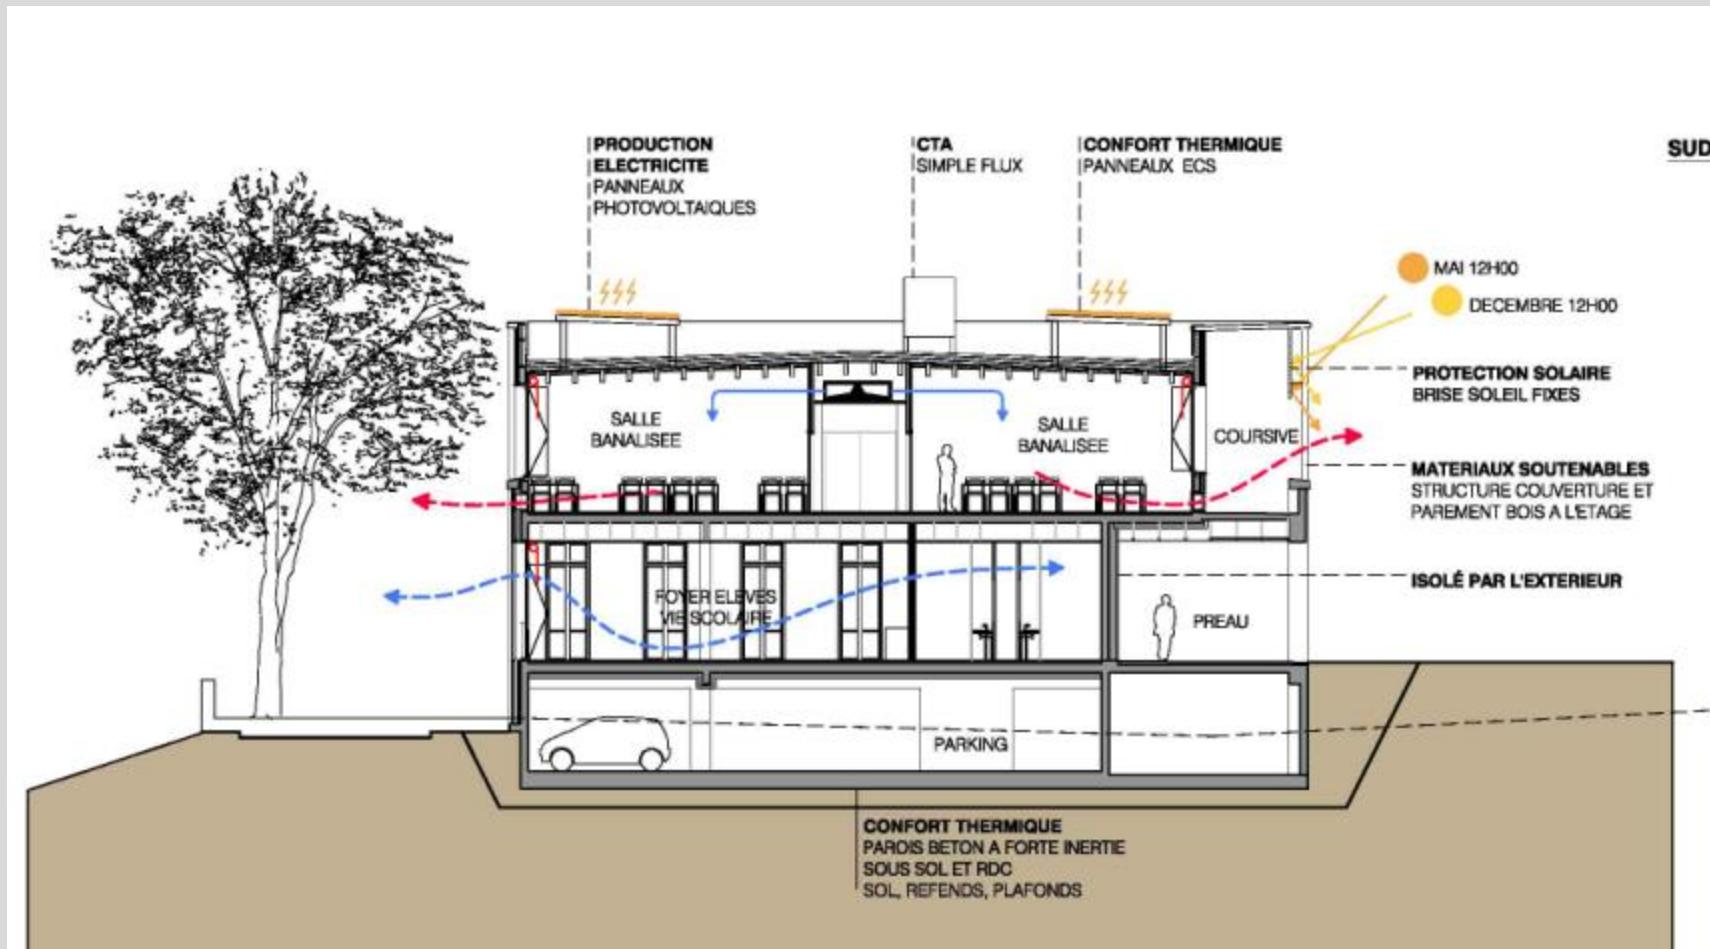 PRODUCTION
ELECTRICITE
PANNEAUX
PHOTOVOLTAIQUES
CTA
SIMPLE FLUX
CONFORT THERMIQUE
PANNEAUX ECS
SUD
MAI 12H00
DECEMBRE 12H00
PROTECTION SOLAIRE
BRISE SOLEIL FIXES
SALLE
BANALISEE
SALLE
BANALISEE
COURSIVE
MATERIAUX SOUTENABLES
STRUCTURE COUVERTURE ET
PAREMENT BOIS A L'ETAGE
ISOLÉ PAR L'EXTERIEUR
FOYER ELEVES
VIE SCOLAIRE
PREAU
PARKING
CONFORT THERMIQUE
PAROIS BETON A FORTE INERTIE
SOUS SOL ET RDC
SOL, REFENDS, PLAFONDS